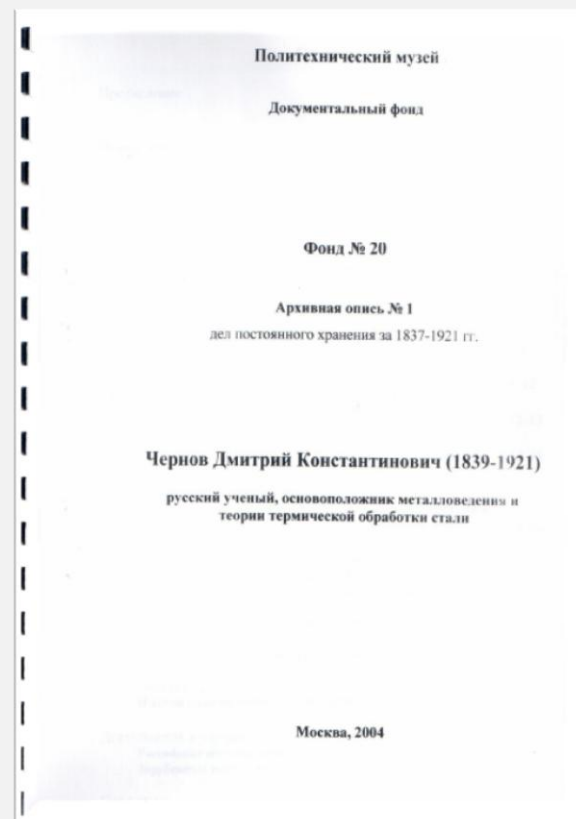 Политехнический музей
Документальный фонд
Фонд № 20
Архивная опись № 1
дел постоянного хранения за 1837-1921 гг.
Чернов Дмитрий Константинович (1839-1921)
русский ученый, основоположник металловедения и
теории термической обработки стали
Москва, 2004